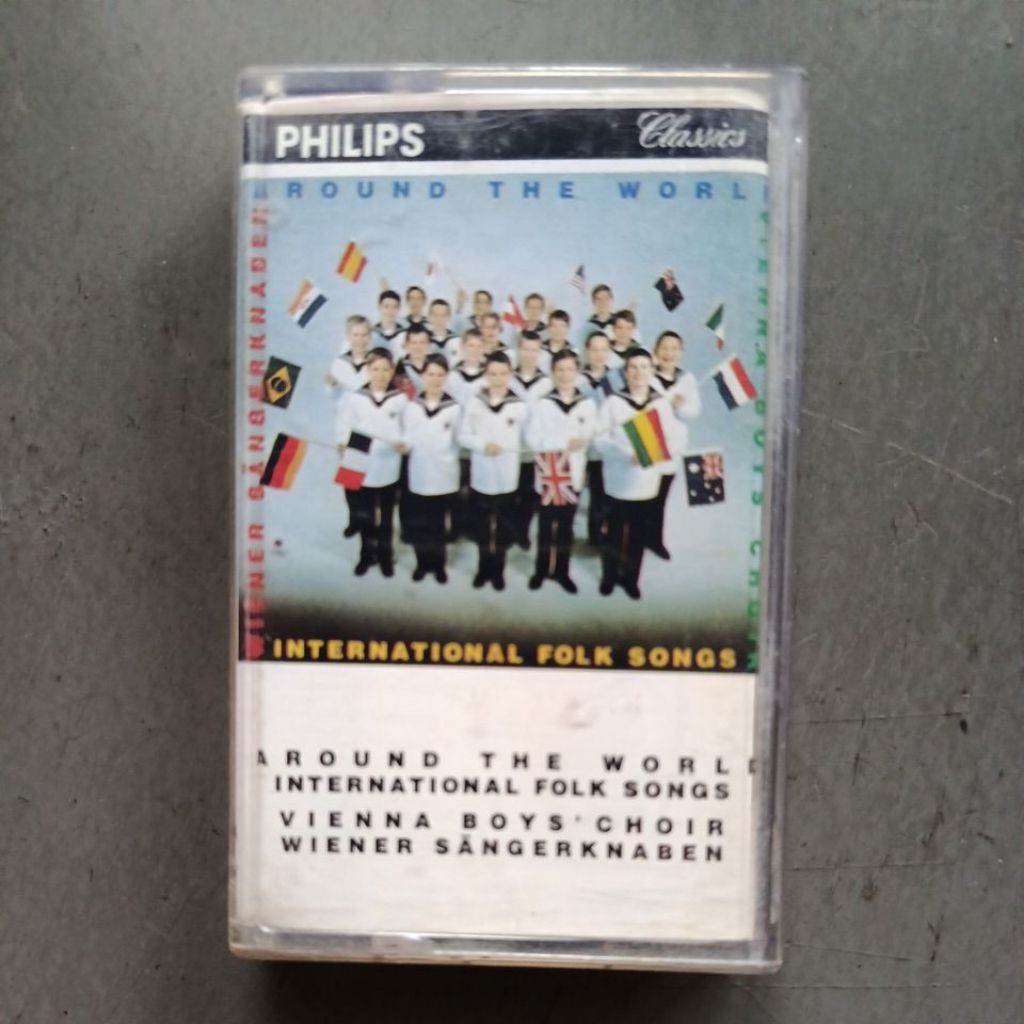 PHILIPS
Classics
AROUND THE WORLD
WIENER SÄNGERKNABEN
VIENNA BOYS CHOIR
INTERNATIONAL FOLK SONGS
AROUND THE WORLD
INTERNATIONAL FOLK SONGS
VIENNA BOYS' CHOIR
WIENER SÄNGERKNABEN